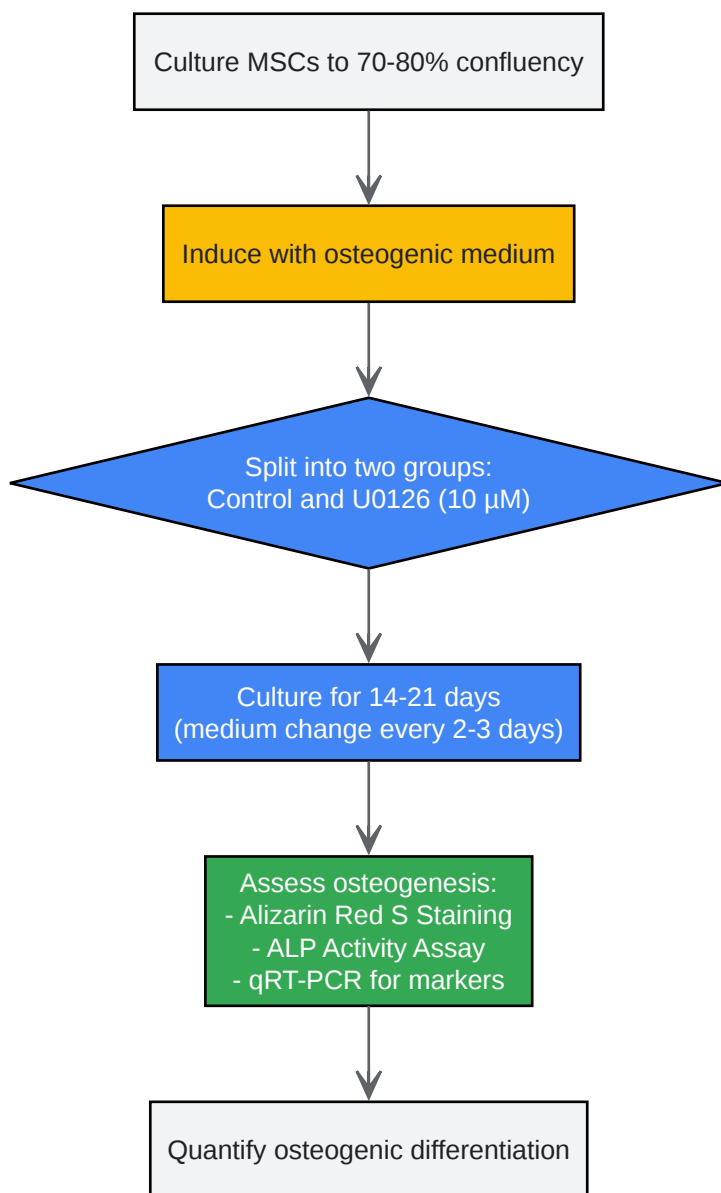 Culture MSCs to 70-80% confluency
Induce with osteogenic medium
Split into two groups:
Control and U0126 (10 µM)
Culture for 14-21 days
(medium change every 2-3 days)
Assess osteogenesis:
- Alizarin Red S Staining
- ALP Activity Assay
- qRT-PCR for markers
Quantify osteogenic differentiation